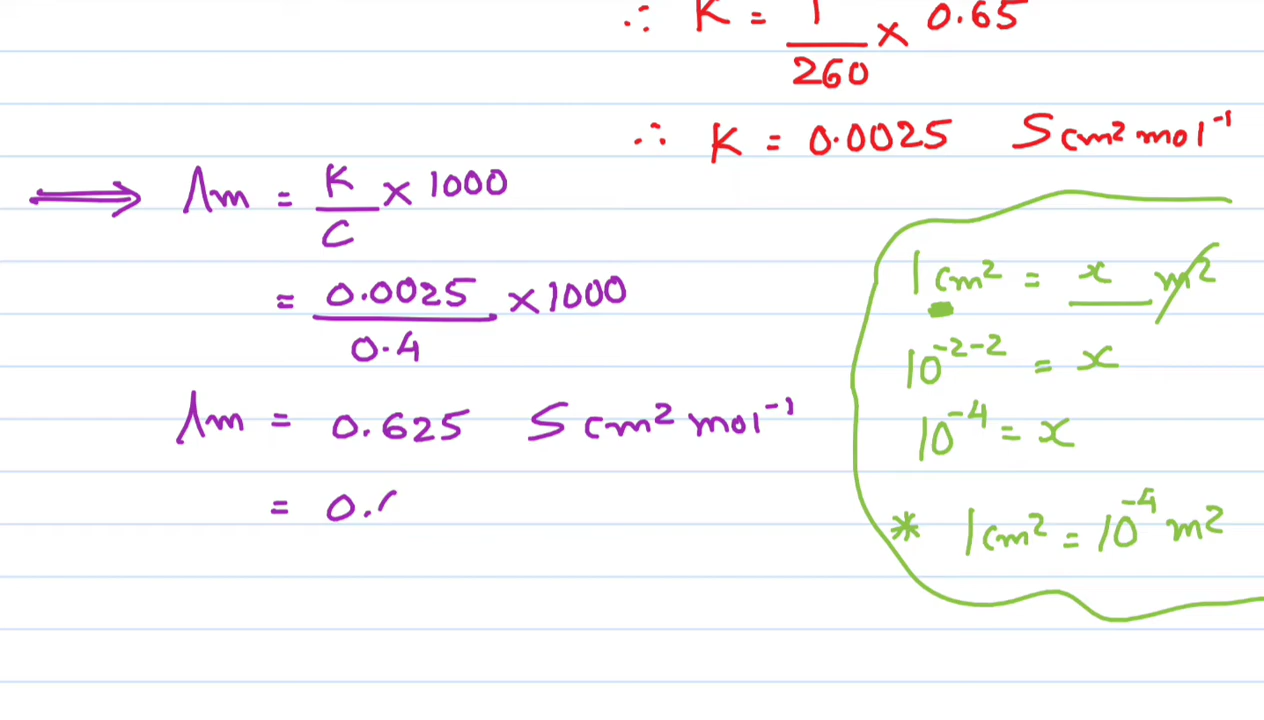 ∴ K = 1/260 × 0.65
∴ K = 0.0025 S cm² mol⁻¹
⟹ Λm = K/C × 1000
= 0.0025/0.4 × 1000
Λm = 0.625 S cm² mol⁻¹
= 0.
1 cm² = x m²
10⁻²⁻² = x
10⁻⁴ = x
* 1 cm² = 10⁻⁴ m²